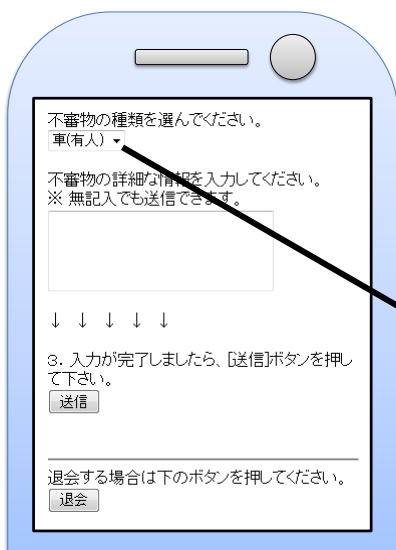 不審物の種類を選んでください。
車(有人)
不審物の詳細な情報を入力してください。
※ 無記入でも送信できます。
↓ ↓ ↓ ↓ ↓
3. 入力が完了しましたら、[送信]ボタンを押し
て下さい。
送信
退会する場合は下のボタンを押してください。
退会